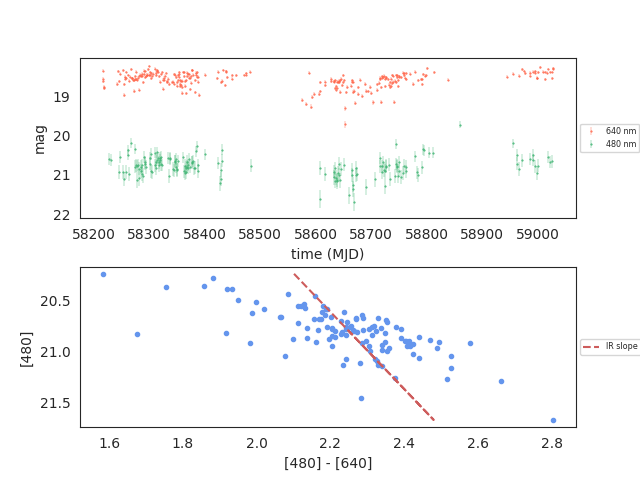 19
20
21
22
mag
58200 58300 58400 58500 58600 58700 58800 58900 59000
time (MJD)
640 nm
480 nm
20.5
21.0
21.5
[480]
1.6 1.8 2.0 2.2 2.4 2.6 2.8
[480] - [640]
IR slope